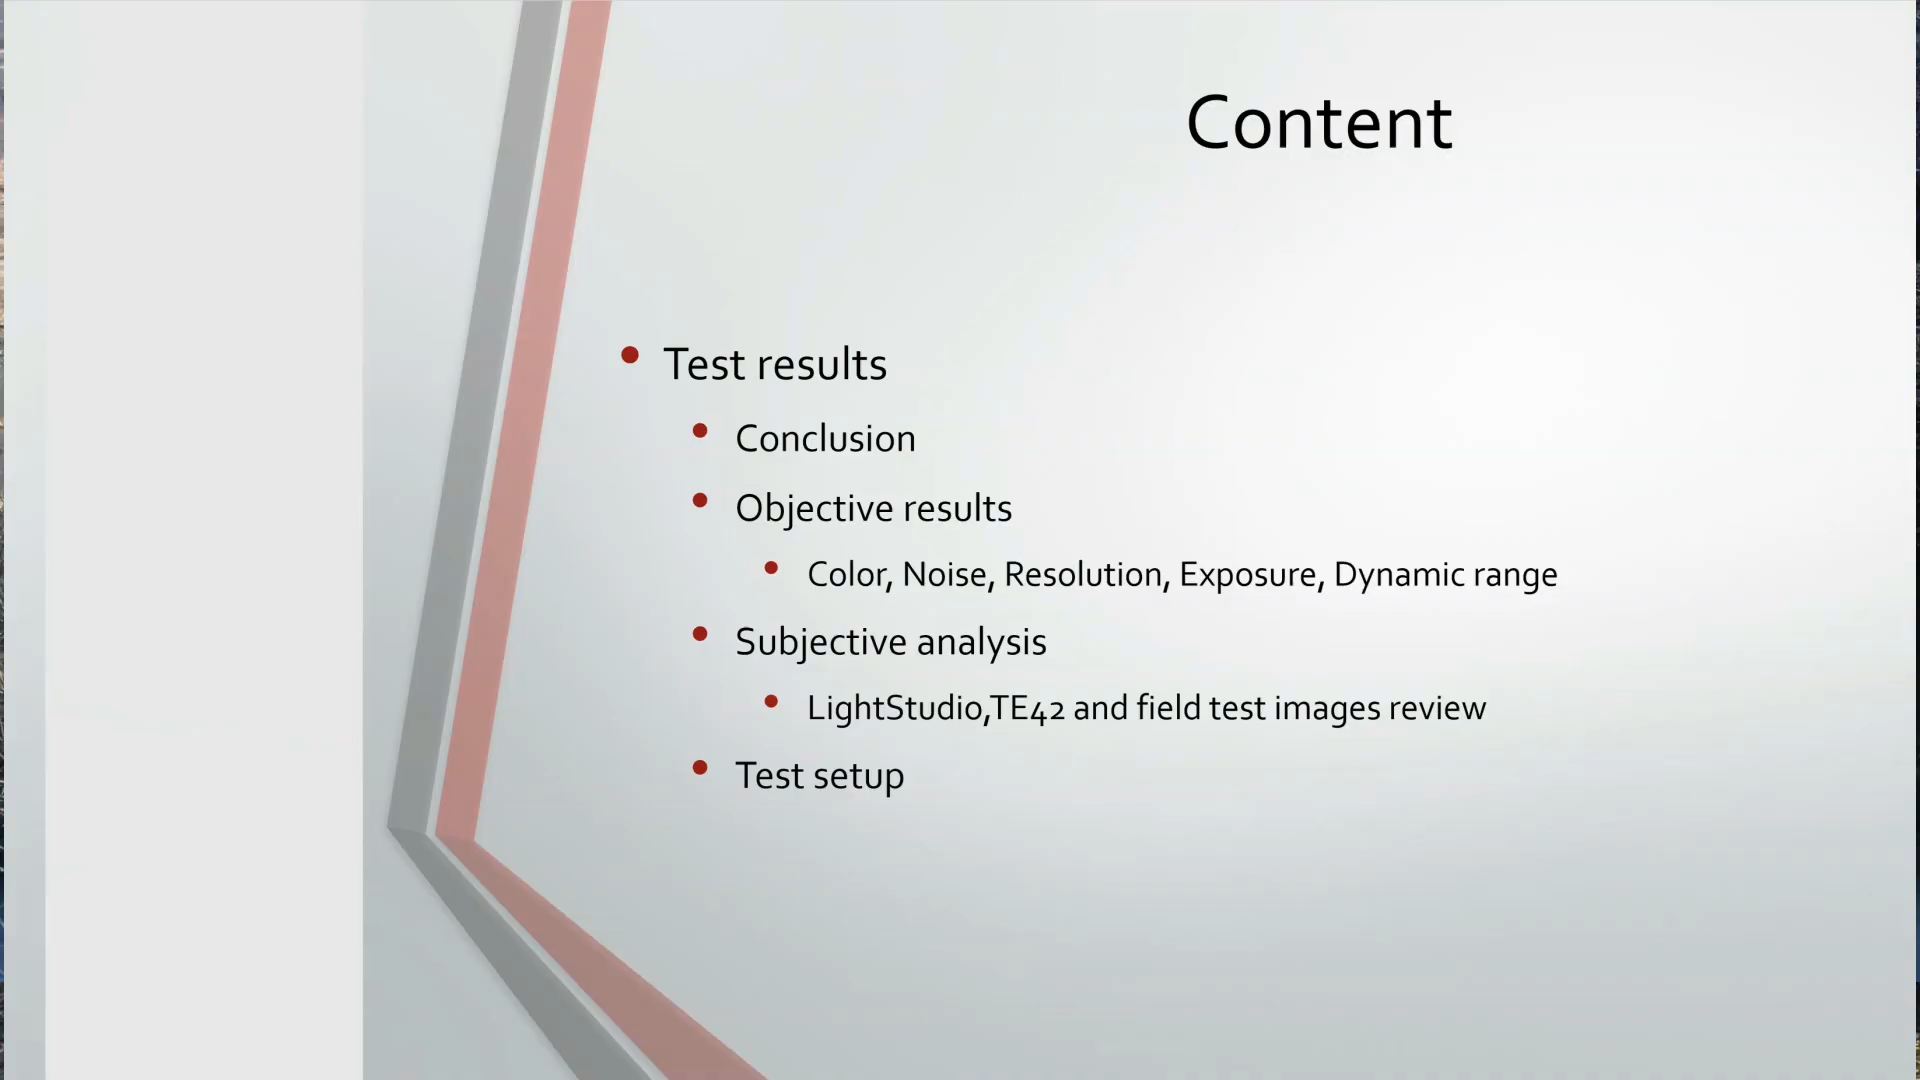 Content
Test results
Conclusion
Objective results
Color, Noise, Resolution, Exposure, Dynamic range
Subjective analysis
LightStudio,TE42 and field test images review
Test setup